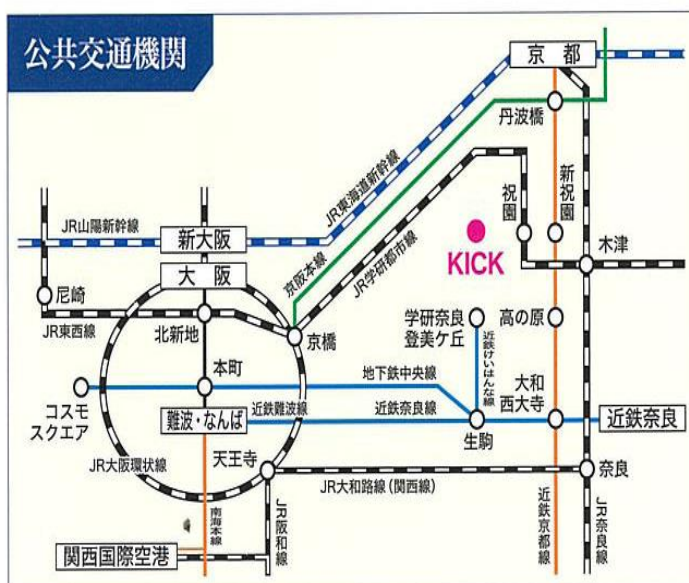 公共交通機関
京都
丹波橋
JR東海道新幹線
新祝園
祝園
JR山陽新幹線
新大阪
京阪本線
JR学研都市線
KICK
木津
大阪
尼崎
JR東西線
北新地
京橋
学研奈良
登美ケ丘
高の原
近鉄けいはんな線
本町
地下鉄中央線
コスモ
スクエア
難波・なんば
近鉄難波線
近鉄奈良線
大和
西大寺
生駒
近鉄奈良
JR大阪環状線
天王寺
JR大和路線(関西線)
奈良
南海本線
JR阪和線
近鉄京都線
JR奈良線
関西国際空港